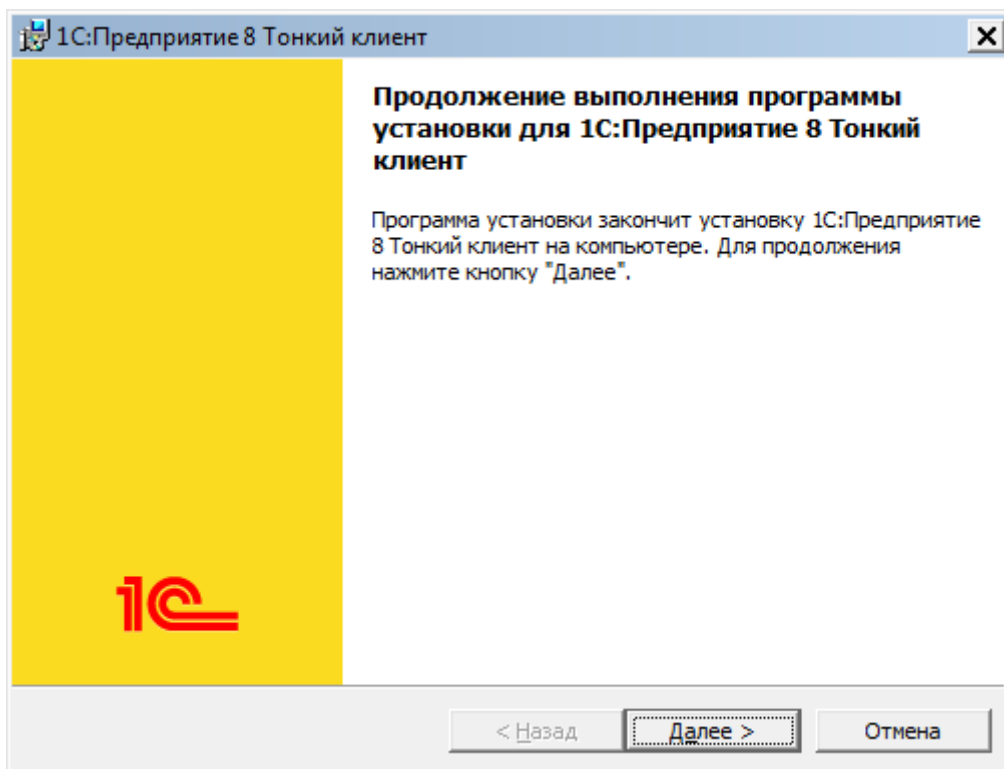 1С:Предприятие 8 Тонкий клиент
Продолжение выполнения программы
установки для 1С:Предприятие 8 Тонкий
клиент
Программа установки закончит установку 1С:Предприятие
8 Тонкий клиент на компьютере. Для продолжения
нажмите кнопку "Далее".
1С
< Назад
Далее >
Отмена